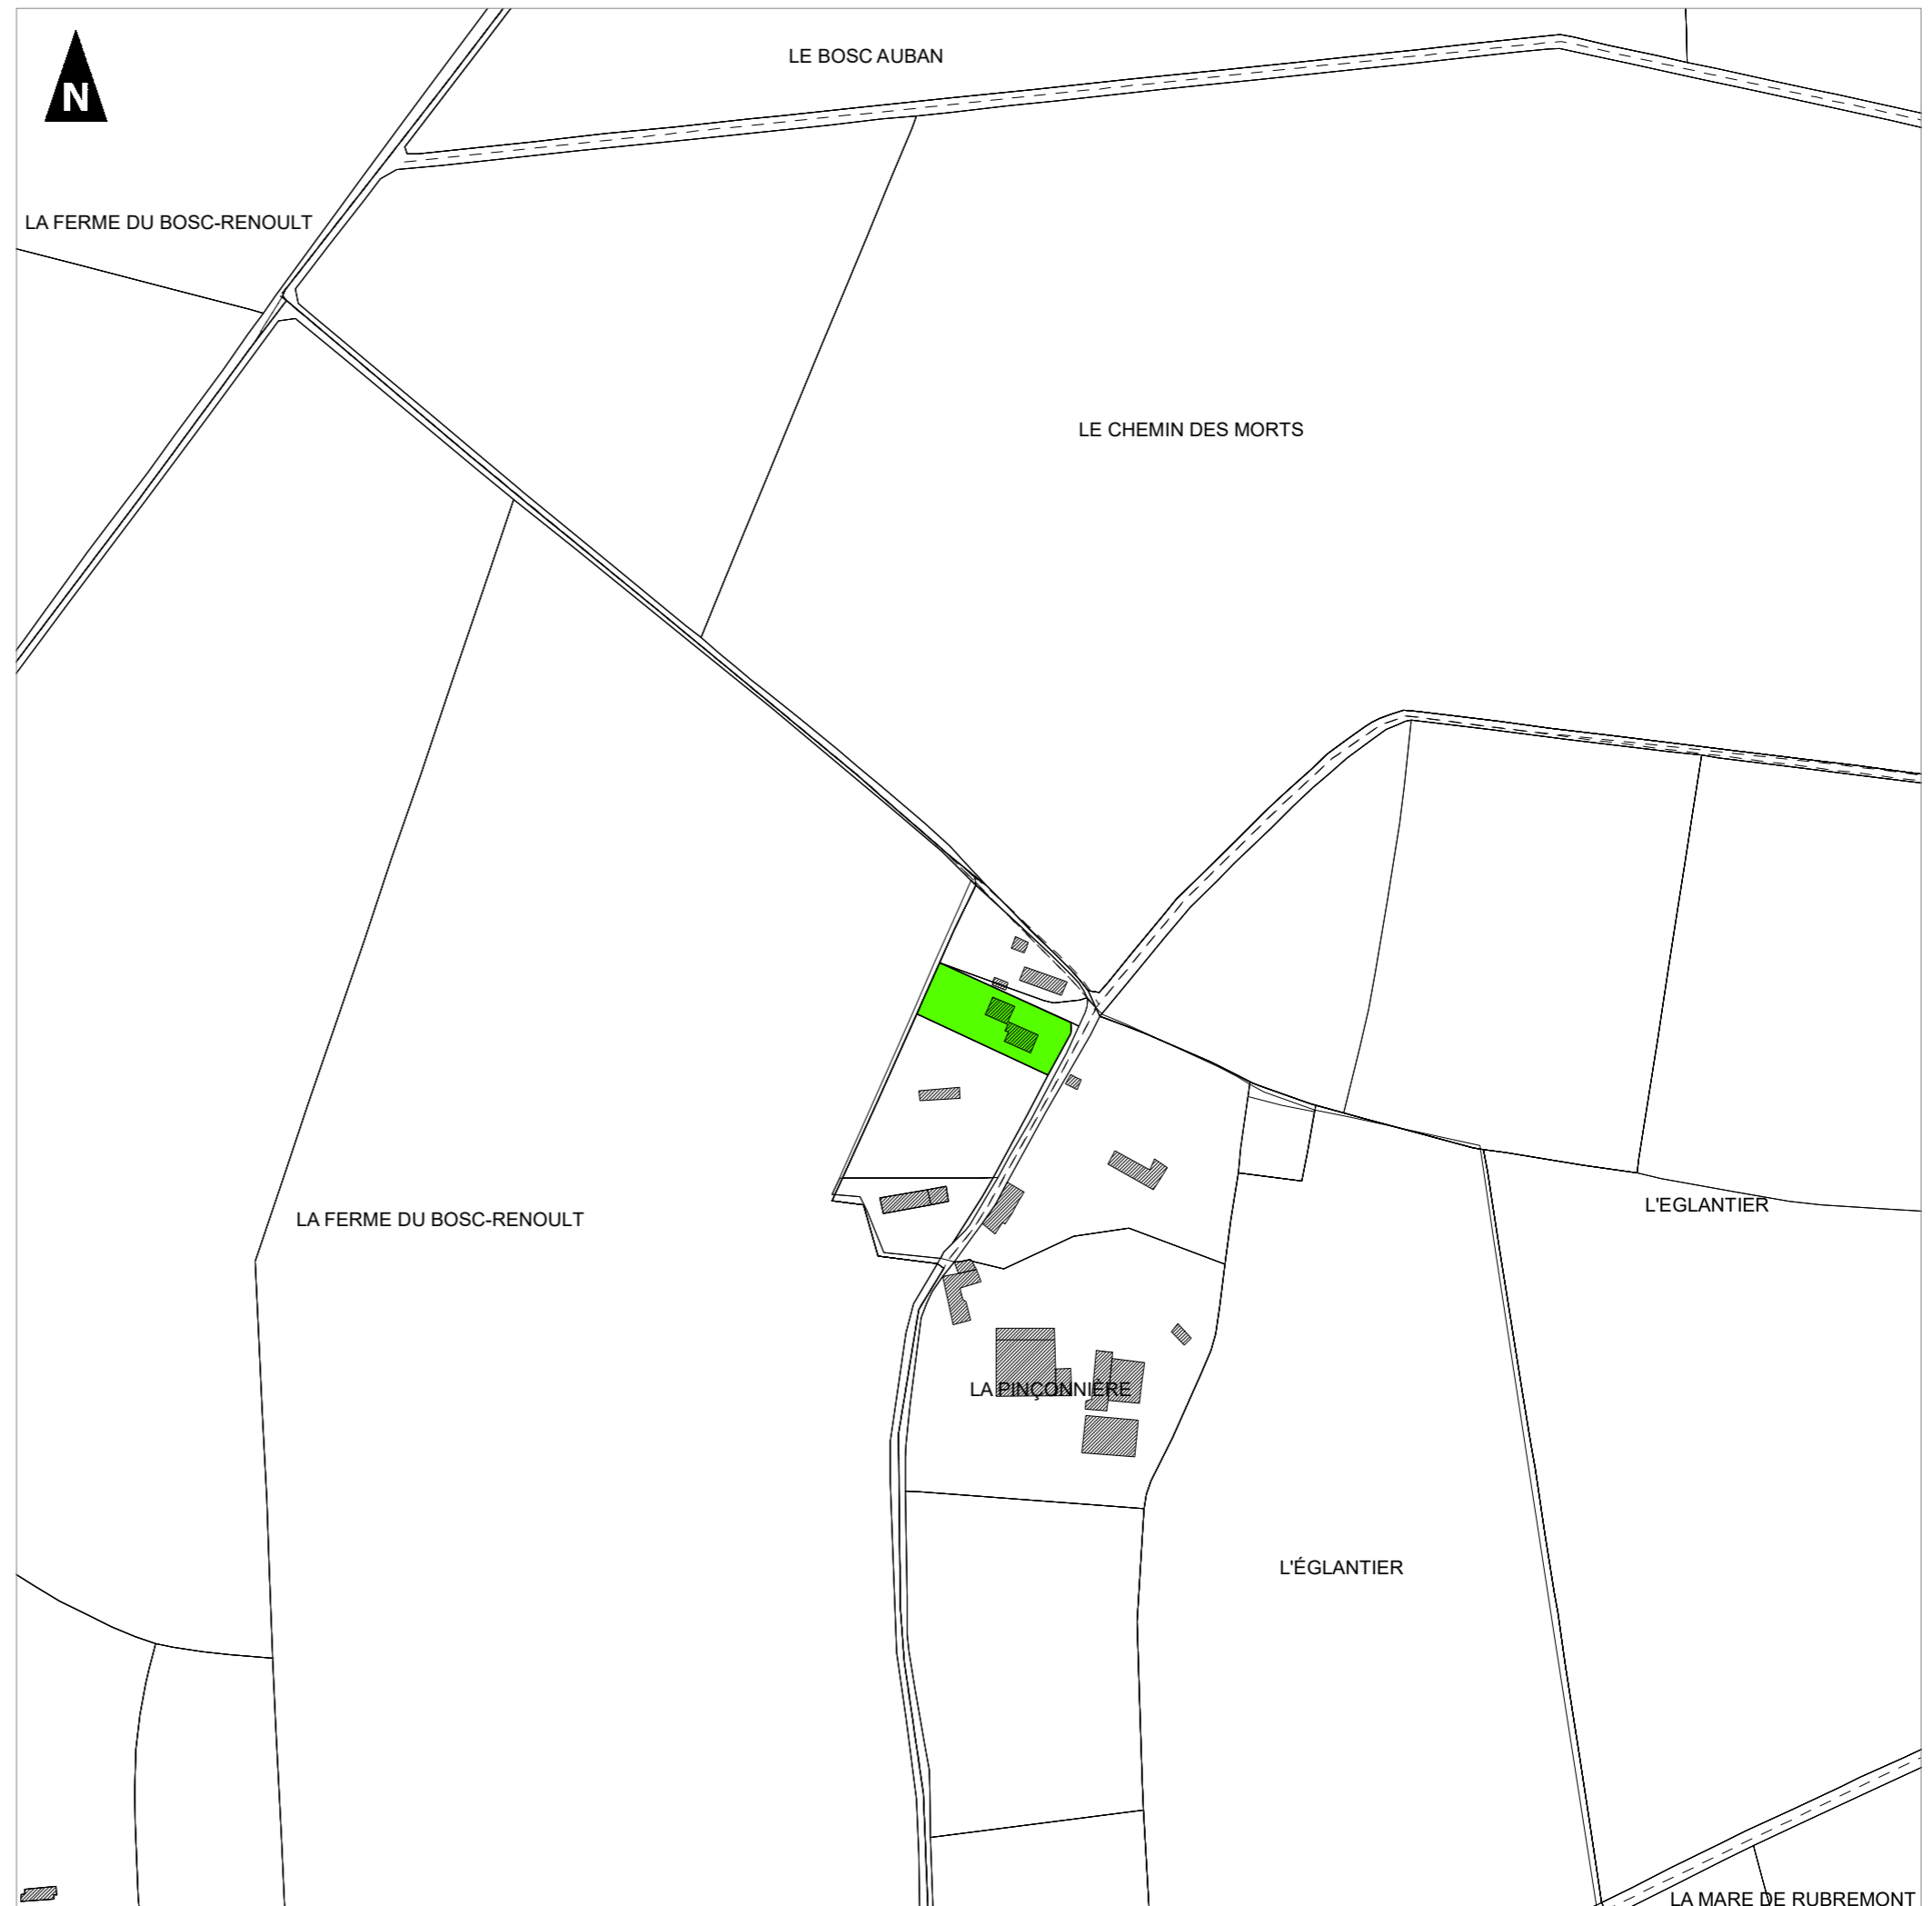 N
LE BOSC AUBAN
LA FERME DU BOSC-RENOULT
LE CHEMIN DES MORTS
L'EGLANTIER
LA FERME DU BOSC-RENOULT
LA PINÇONNIÈRE
L'ÉGLANTIER
LA MARE DE RUBREMONT